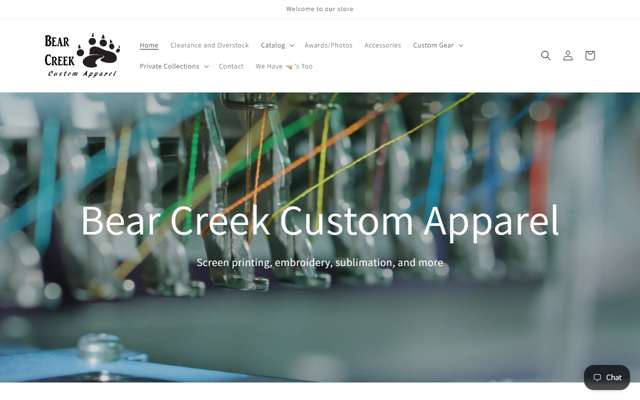 Welcome to our store
BEAR CREEK
Custom Apparel
Home
Clearance and Overstock
Catalog
Awards/Photos
Accessories
Custom Gear
Private Collections
Contact
We Have 🔫 's Too
Bear Creek Custom Apparel
Screen printing, embroidery, sublimation, and more
Chat